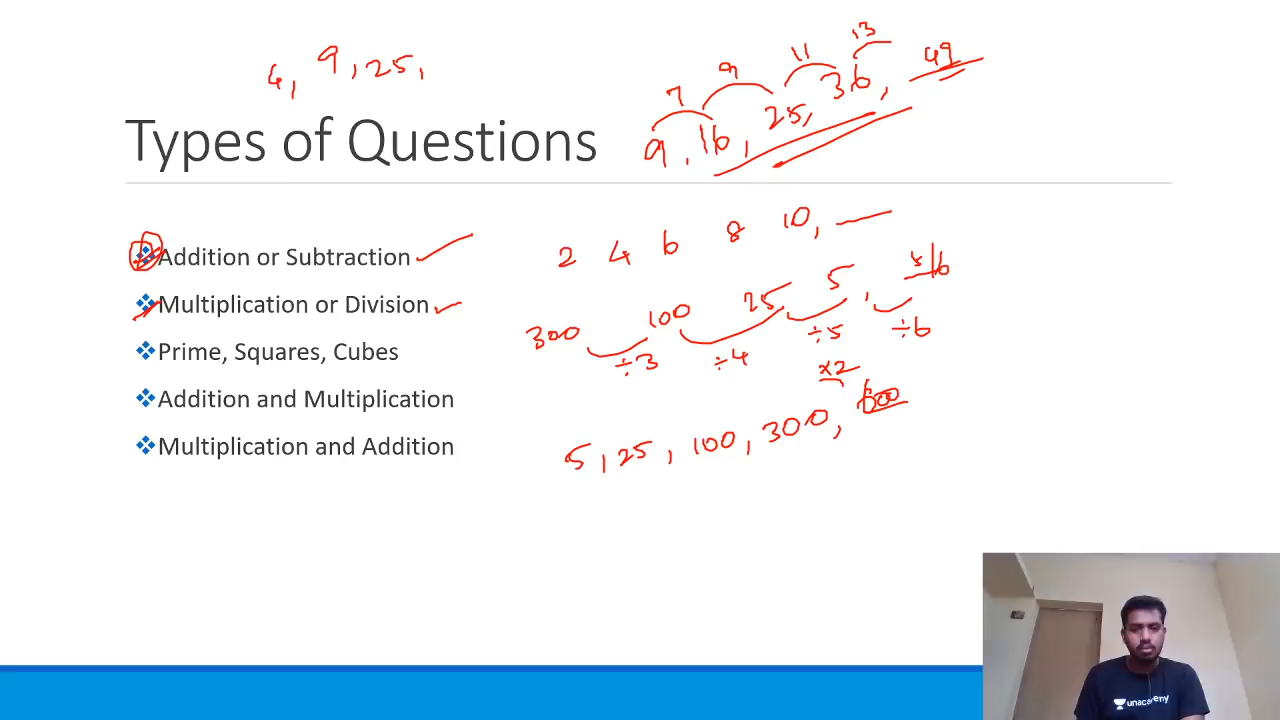 4, 9, 25,
7 9 11 13
9, 16, 25, 36, 49
Types of Questions
2 4 6 8 10,
❖Addition or Subtraction
300 100 25 5, 5/6
÷3 ÷4 ÷5 ÷6
❖Multiplication or Division
❖Prime, Squares, Cubes
×2
❖Addition and Multiplication
5, 25, 100, 300, 600
❖Multiplication and Addition
unacademy